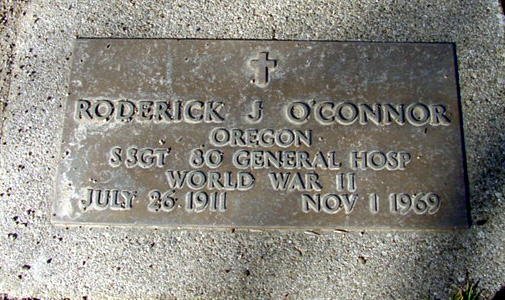 RODERICK J O'CONNOR
OREGON
SSGT 80 GENERAL HOSP
WORLD WAR II
JULY 26 1911 NOV 1 1969